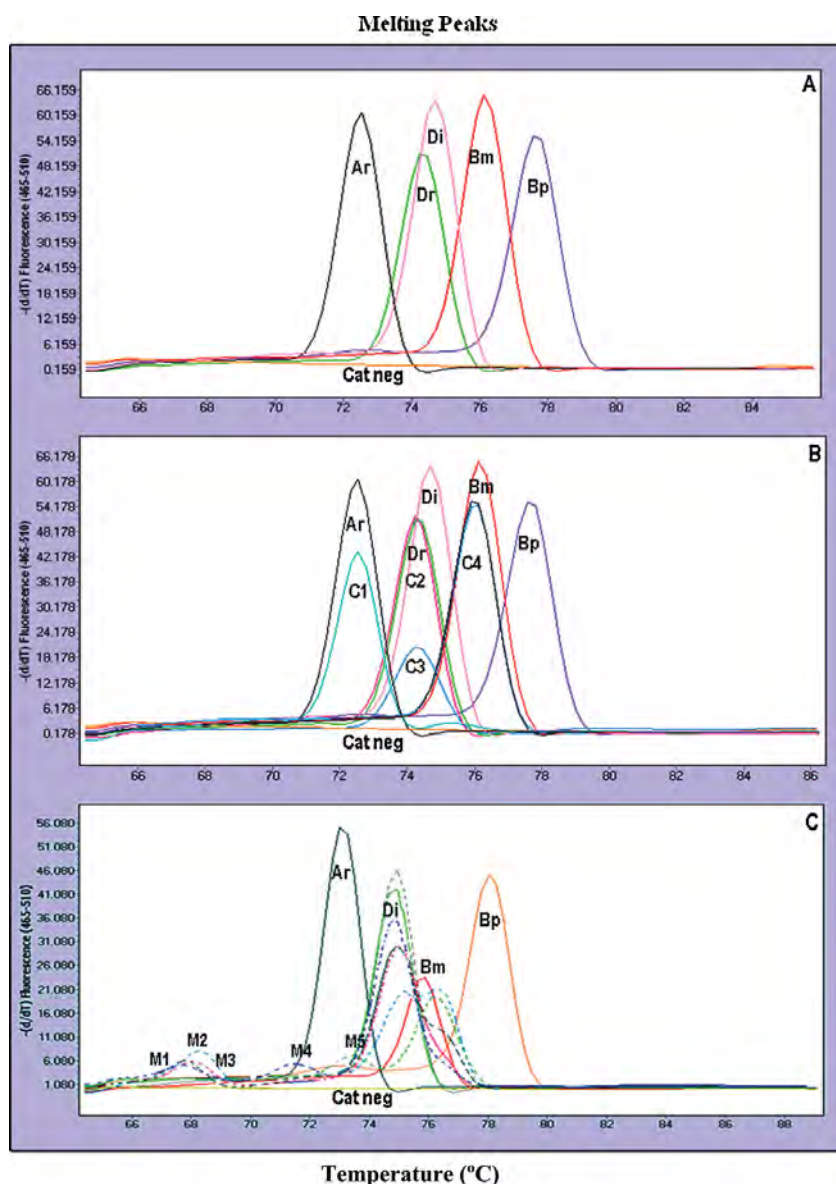 Melting Peaks
A
-(d/dT) Fluorescence (465-510)
66.159
60.159
54.159
48.159
42.159
36.159
30.159
24.159
18.159
12.159
6.159
0.159
Ar
Dr
Di
Bm
Bp
Cat neg
66 68 70 72 74 76 78 80 82 84
B
-(d/dT) Fluorescence (465-510)
66.178
60.178
54.178
48.178
42.178
36.178
30.178
24.178
18.178
12.178
6.178
0.178
Ar
C1
Dr
C2
C3
Di
Bm
C4
Bp
Cat neg
66 68 70 72 74 76 78 80 82 84 86
C
-(d/dT) Fluorescence (465-510)
56.080
51.080
46.080
41.080
36.080
31.080
26.080
21.080
16.080
11.080
6.080
1.080
Ar
Di
Bm
Bp
M1
M2
M3
M4
M5
Cat neg
66 68 70 72 74 76 78 80 82 84 86 88
Temperature (ºC)